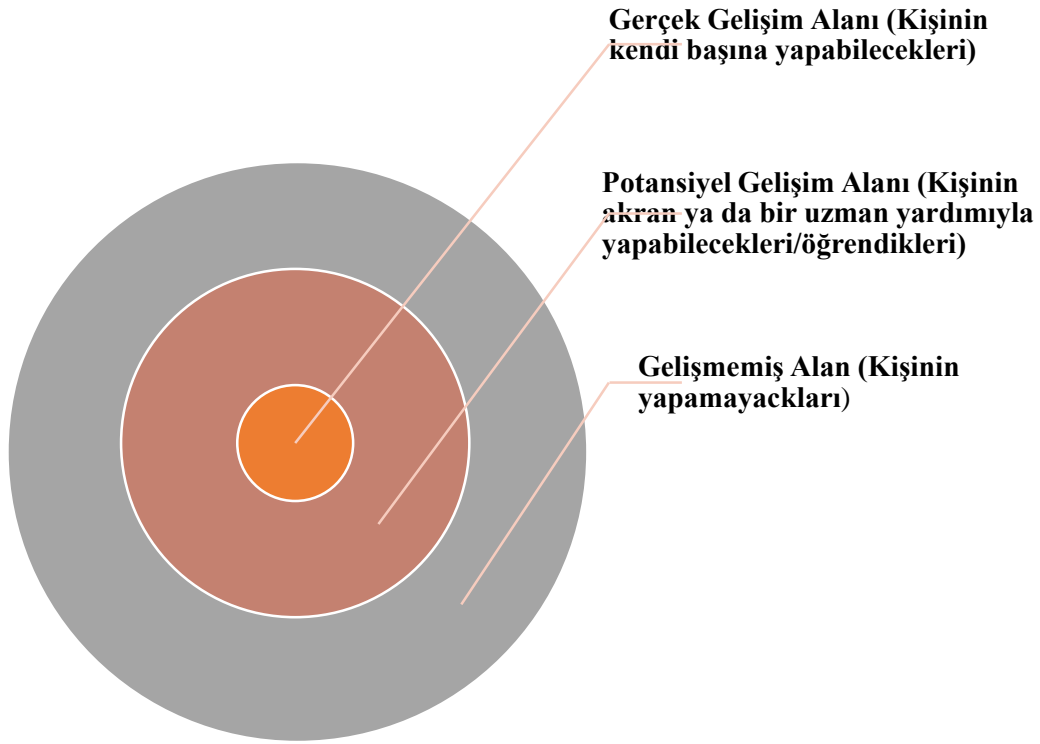 Gerçek Gelişim Alanı (Kişinin
kendi başına yapabilecekleri)
Potansiyel Gelişim Alanı (Kişinin
akran ya da bir uzman yardımıyla
yapabilecekleri/öğrendikleri)
Gelişmemiş Alan (Kişinin
yapamayackları)